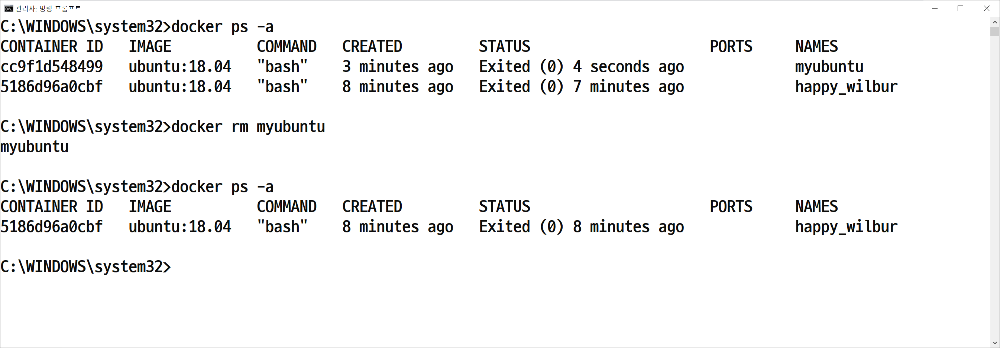 관리자: 명령 프롬프트
C:\WINDOWS\system32>docker ps -a
CONTAINER ID   IMAGE          COMMAND   CREATED         STATUS                     PORTS     NAMES
cc9f1d548499   ubuntu:18.04   "bash"    3 minutes ago   Exited (0) 4 seconds ago             myubuntu
5186d96a0cbf   ubuntu:18.04   "bash"    8 minutes ago   Exited (0) 7 minutes ago             happy_wilbur
C:\WINDOWS\system32>docker rm myubuntu
myubuntu
C:\WINDOWS\system32>docker ps -a
CONTAINER ID   IMAGE          COMMAND   CREATED         STATUS                     PORTS     NAMES
5186d96a0cbf   ubuntu:18.04   "bash"    8 minutes ago   Exited (0) 8 minutes ago             happy_wilbur
C:\WINDOWS\system32>